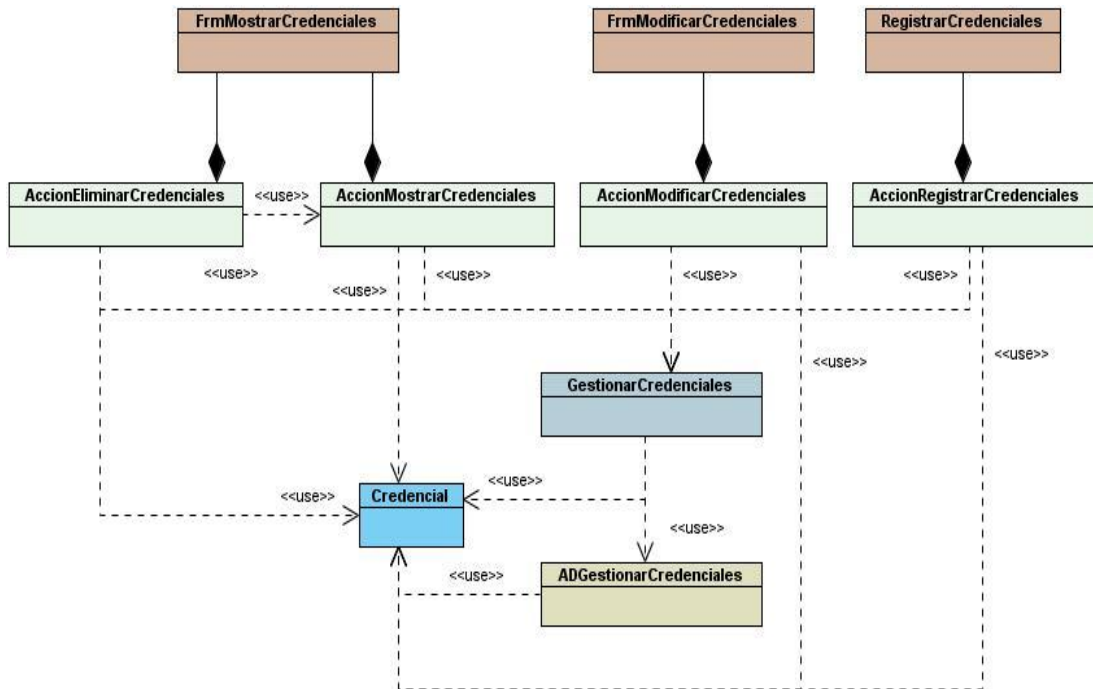 FrmMostrarCredenciales
FrmModificarCredenciales
RegistrarCredenciales
AccionEliminarCredenciales
<<use>>
AccionMostrarCredenciales
AccionModificarCredenciales
AccionRegistrarCredenciales
<<use>>
<<use>>
<<use>>
<<use>>
<<use>>
<<use>>
<<use>>
GestionarCredenciales
<<use>>
Credencial
<<use>>
<<use>>
<<use>>
ADGestionarCredenciales